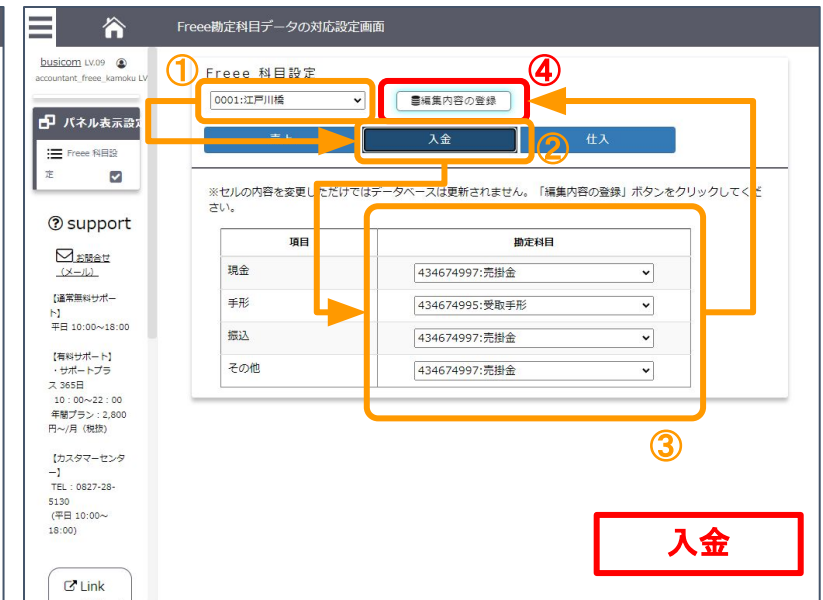 Freee勘定科目データの対応設定画面
busicom LV.09
accountant_freee_kamoku LV
パネル表示設定
Freee 科目設
定
support
お問合せ
（メール）
【通常無料サポー
ト】
平日 10:00～18:00
【有料サポート】
・サポートプラ
ス 365日
10：00～22：00
年間プラン：2,800
円～/月（税抜）
【カスタマーセンタ
ー】
TEL：0827-28-
5130
(平日 10:00～
18:00)
Link
① Freee 科目設定 ④
0001:江戸川橋 編集内容の登録
売上 入金 ② 仕入
※セルの内容を変更しただけではデータベースは更新されません。「編集内容の登録」ボタンをクリックしてくだ
さい。
項目 勘定科目
現金 434674997:売掛金
手形 434674995:受取手形
振込 434674997:売掛金
その他 434674997:売掛金
③
入金